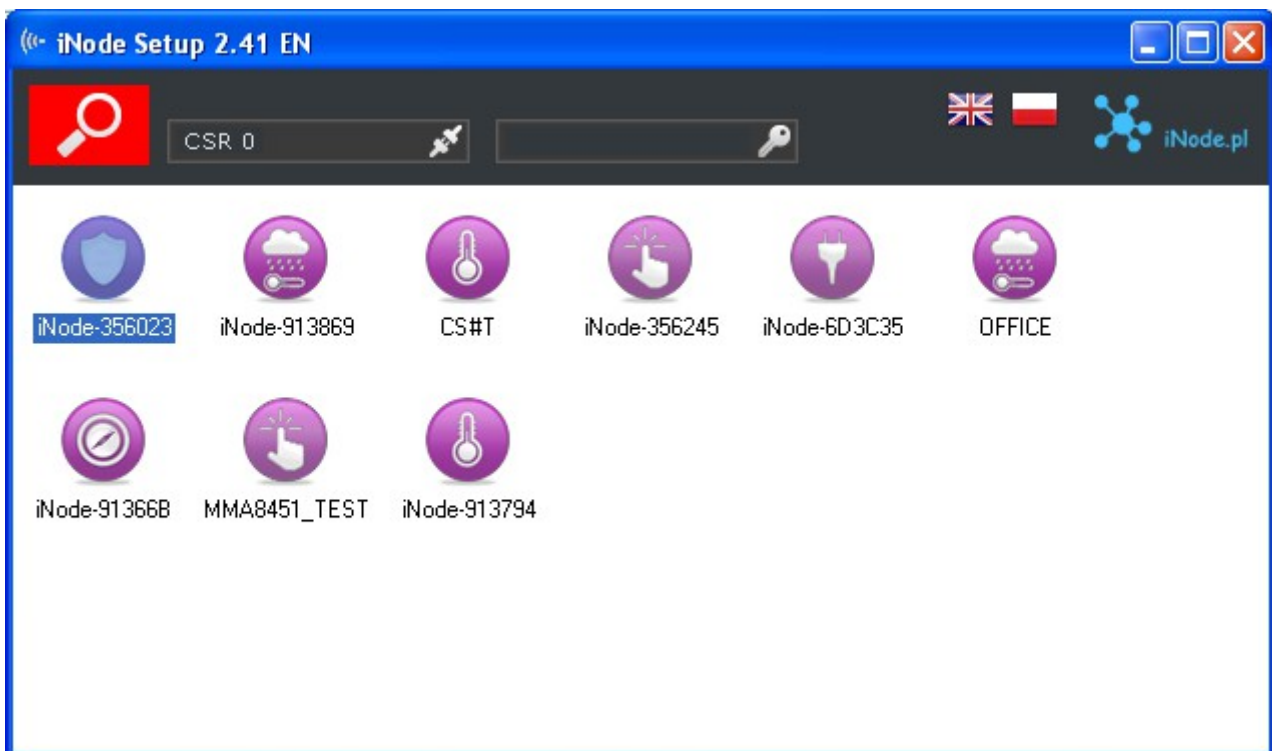 iNode Setup 2.41 EN
CSR 0
iNode.pl
iNode-356023 iNode-913869 CS#T iNode-356245 iNode-6D3C35 OFFICE
iNode-91366B MMA8451_TEST iNode-913794